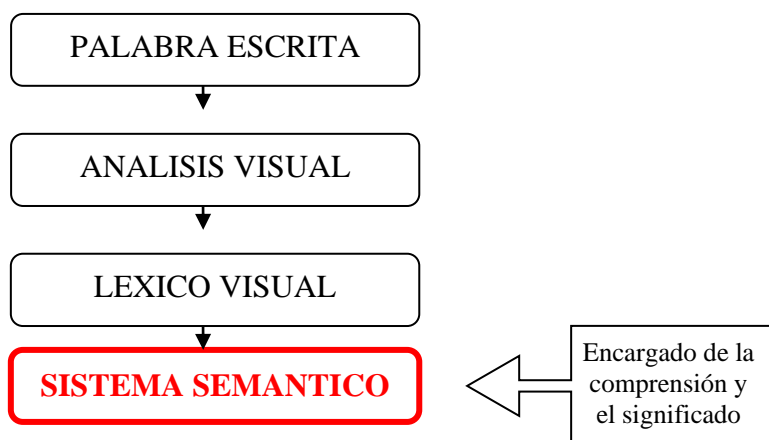 PALABRA ESCRITA
ANALISIS VISUAL
LEXICO VISUAL
SISTEMA SEMANTICO
Encargado de la
comprensión y
el significado